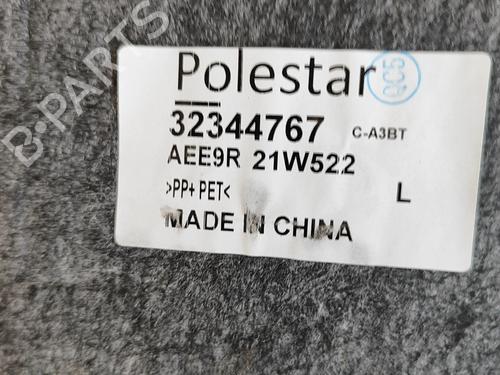 B-PARTS
Polestar
QC5
32344767 C-A3BT
AEE9R 21W522
>PP+PET< L
MADE IN CHINA